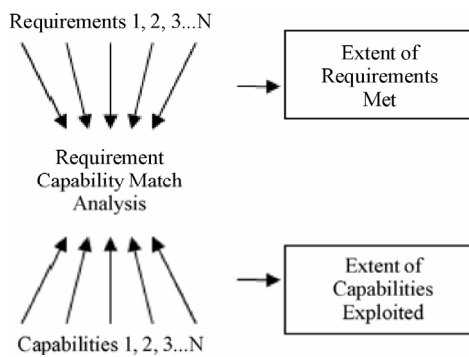 Requirements 1, 2, 3...N
Extent of
Requirements
Met
Requirement
Capability Match
Analysis
Extent of
Capabilities
Exploited
Capabilities 1, 2, 3...N